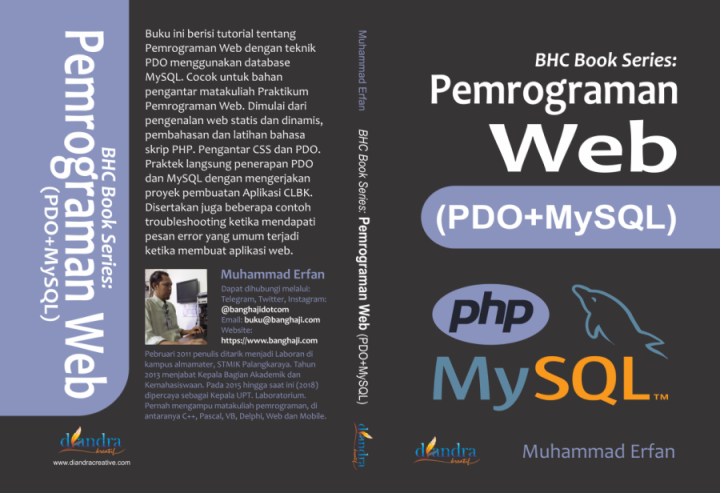 BHC Book Series:
Pemrograman Web
(PDO+MySQL)
diandra
kreatif
www.diandracreative.com
Buku ini berisi tutorial tentang
Pemrograman Web dengan teknik
PDO menggunakan database
MySQL. Cocok untuk bahan
pengantar matakuliah Praktikum
Pemrograman Web. Dimulai dari
pengenalan web statis dan dinamis,
pembahasan dan latihan bahasa
skrip PHP. Pengantar CSS dan PDO.
Praktek langsung penerapan PDO
dan MySQL dengan mengerjakan
proyek pembuatan Aplikasi CLBK.
Disertakan juga beberapa contoh
troubleshooting ketika mendapati
pesan error yang umum terjadi
ketika membuat aplikasi web.
Muhammad Erfan
Dapat dihubungi melalui:
Telegram, Twitter, Instagram:
@banghajidotcom
Email: buku@banghaji.com
Website:
https://www.banghaji.com
Pebruari 2011 penulis ditarik menjadi Laboran di
kampus almamater, STMIK Palangkaraya. Tahun
2013 menjabat Kepala Bagian Akademik dan
Kemahasiswaan. Pada 2015 hingga saat ini (2018)
dipercaya sebagai Kepala UPT. Laboratorium.
Pernah mengampu matakuliah pemrograman, di
antaranya C++, Pascal, VB, Delphi, Web dan Mobile.
Muhammad Erfan
BHC Book Series: Pemrograman Web (PDO+MySQL)
diandra
kreatif
BHC Book Series:
Pemrograman
Web
(PDO+MySQL)
php
MySQL™
diandra
kreatif
Muhammad Erfan